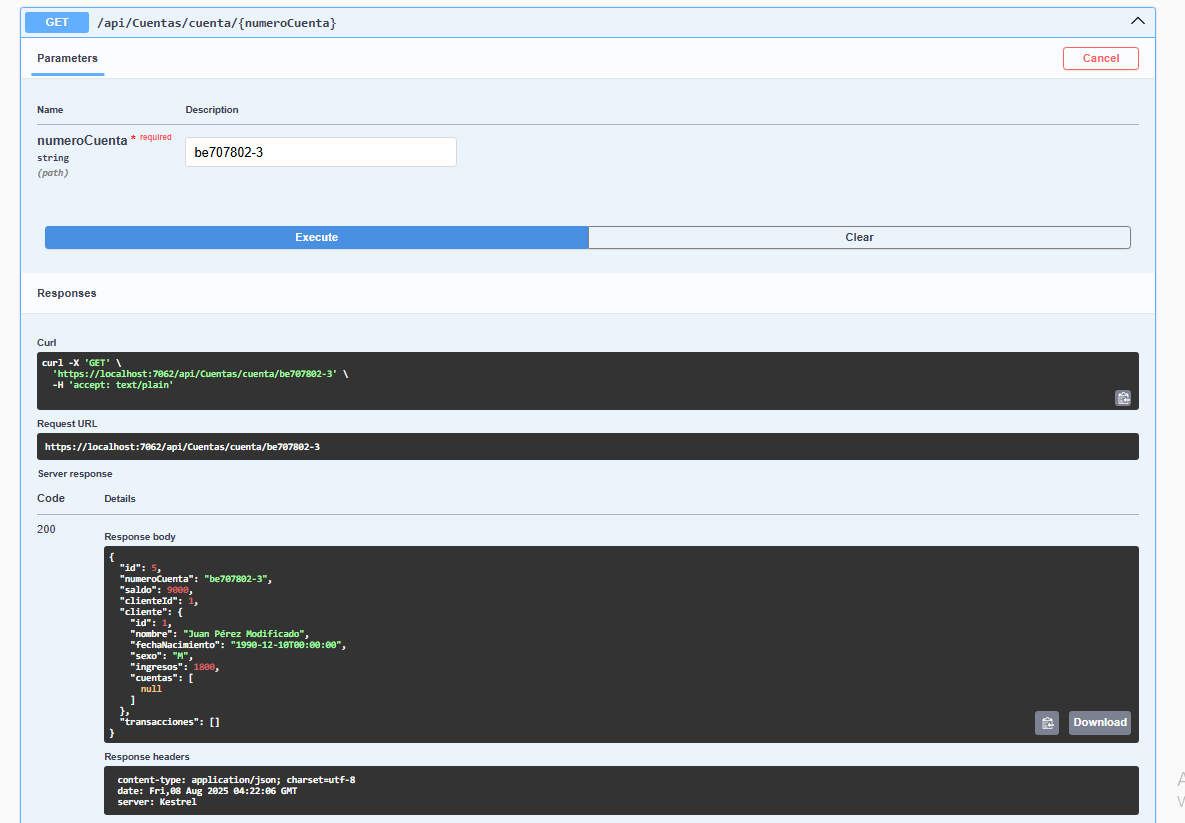 GET /api/Cuentas/cuenta/{numeroCuenta}
Parameters
Cancel
Name Description
numeroCuenta * required
string
(path)
be707802-3
Execute Clear
Responses
Curl
curl -X 'GET' \
  'https://localhost:7062/api/Cuentas/cuenta/be707802-3' \
  -H 'accept: text/plain'
Request URL
https://localhost:7062/api/Cuentas/cuenta/be707802-3
Server response
Code Details
200
Response body
{
  "id": 5,
  "numeroCuenta": "be707802-3",
  "saldo": 9000,
  "clienteId": 1,
  "cliente": {
    "id": 1,
    "nombre": "Juan Pérez Modificado",
    "fechaNacimiento": "1990-12-10T00:00:00",
    "sexo": "M",
    "ingresos": 1800,
    "cuentas": [
      null
    ]
  },
  "transacciones": []
}
Download
Response headers
content-type: application/json; charset=utf-8
date: Fri,08 Aug 2025 04:22:06 GMT
server: Kestrel